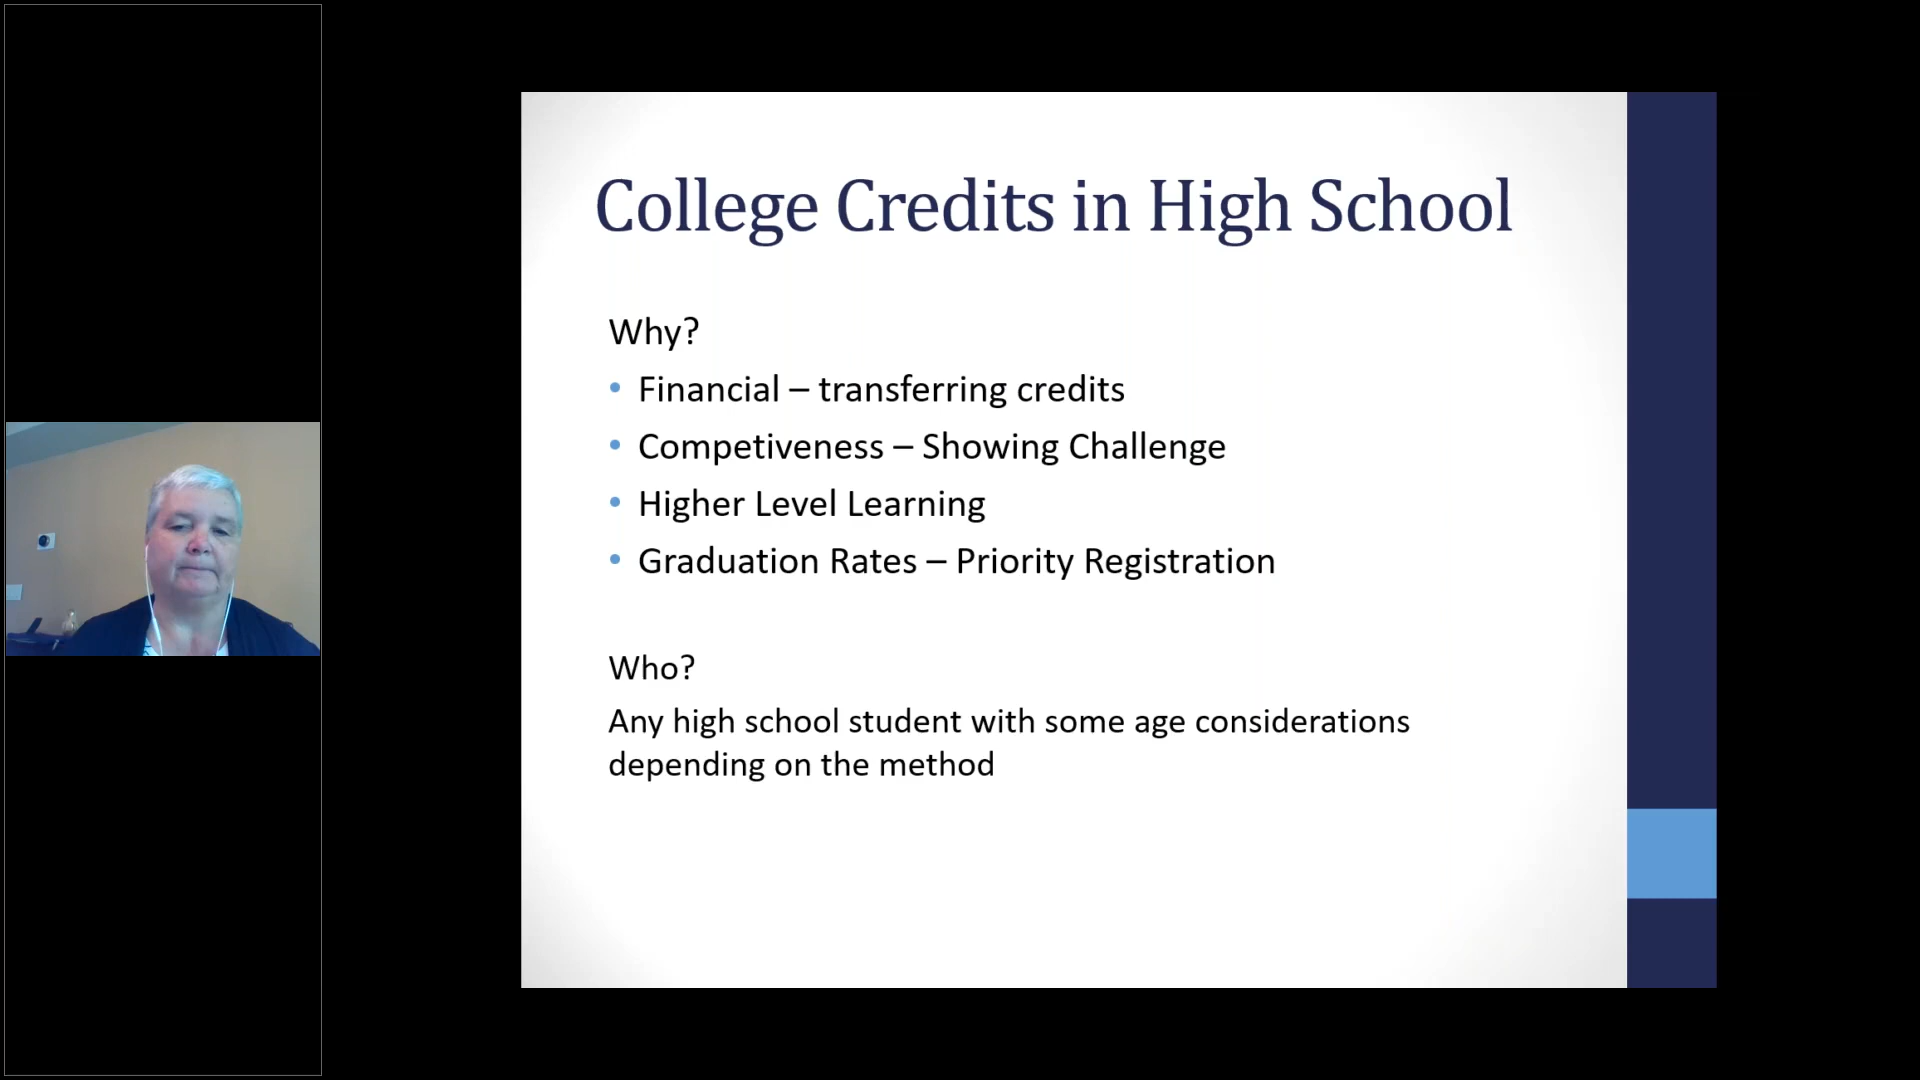 College Credits in High School
Why?
• Financial – transferring credits
• Competiveness – Showing Challenge
• Higher Level Learning
• Graduation Rates – Priority Registration
Who?
Any high school student with some age considerations
depending on the method